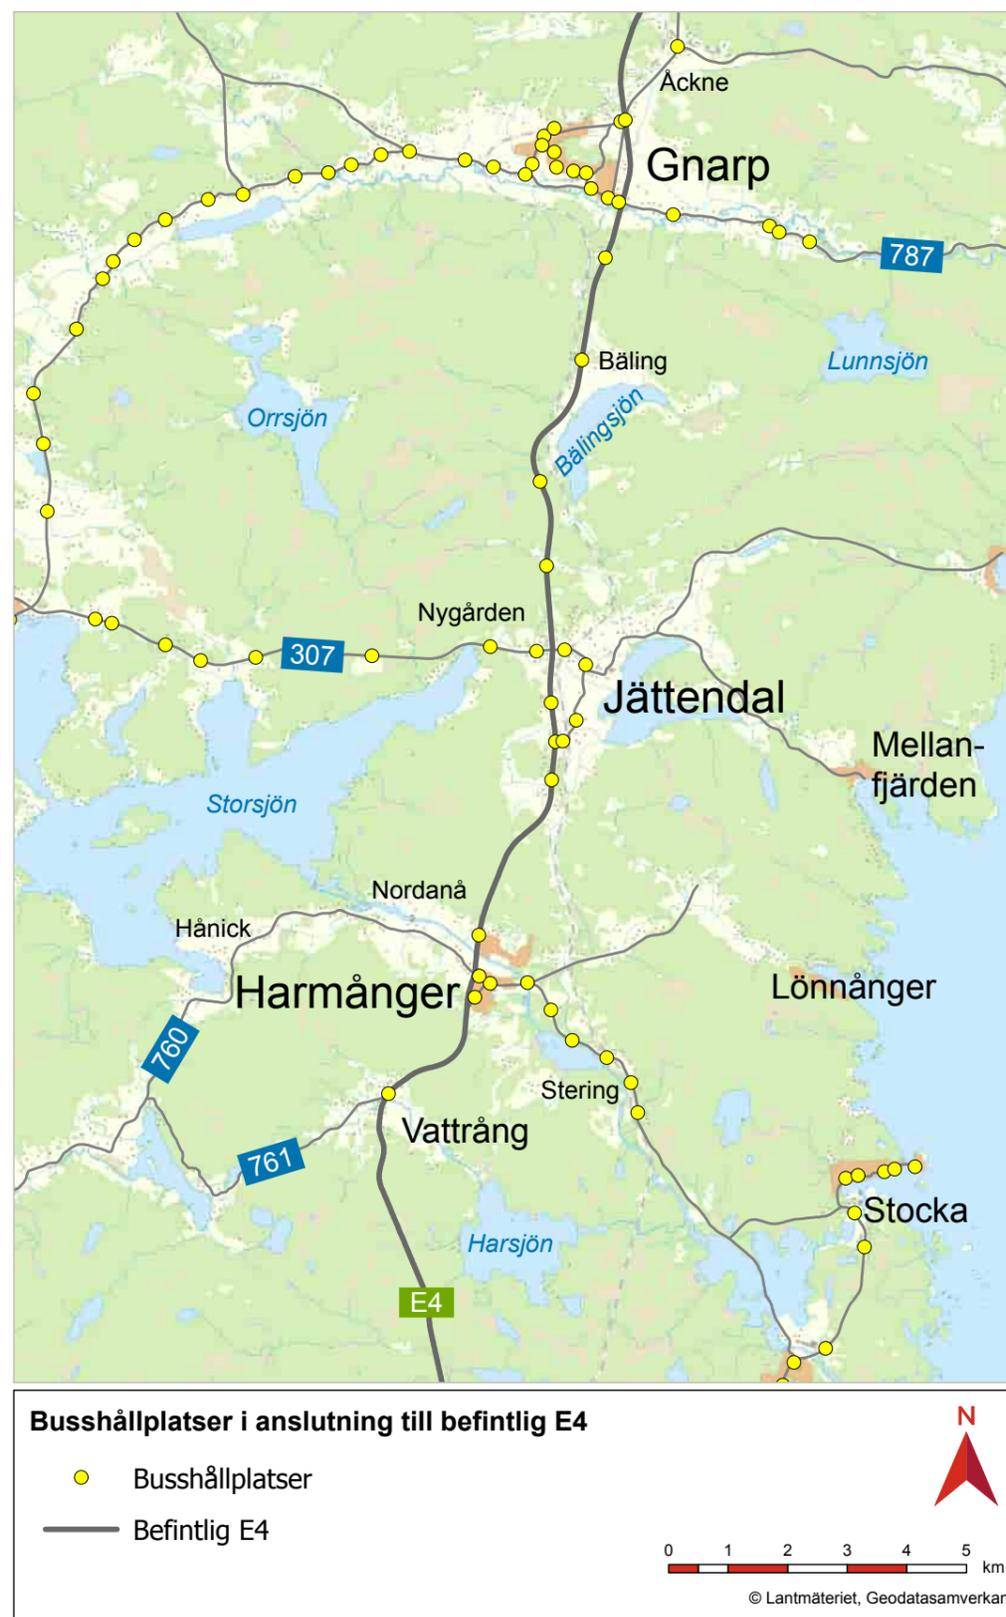 Åckne
Gnarp
787
Bäling
Lunnsjön
Orrsjön
Bälingsjön
Nygården
307
Jättendal
Mellan-
fjärden
Storsjön
Nordanå
Hånick
Harmånger
Lönnånger
760
Stering
Vattrång
761
Stocka
Harsjön
E4
Busshållplatser i anslutning till befintlig E4
N
Busshållplatser
Befintlig E4
0 1 2 3 4 5
km
© Lantmäteriet, Geodatasamverkan